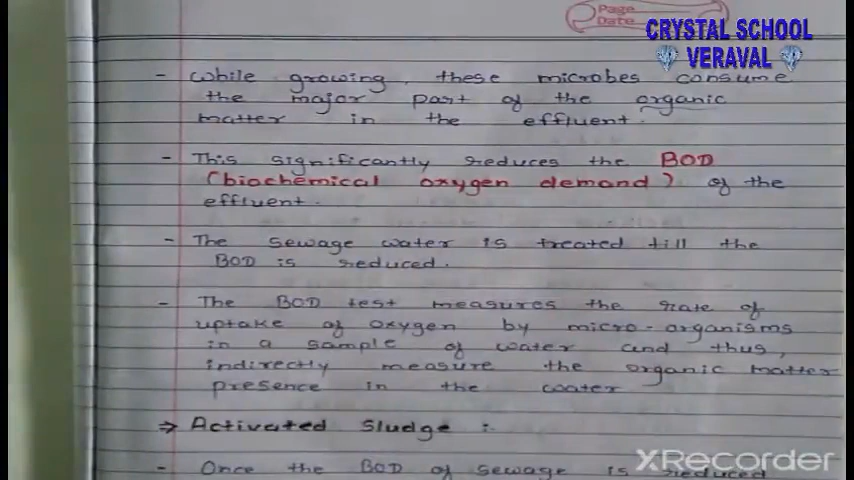 Page
Date
CRYSTAL SCHOOL
VERAVAL
- While growing, these microbes consume
the major part of the organic
matter in the effluent.
- This significantly reduces the BOD
(biochemical oxygen demand) of the
effluent.
- The sewage water is treated till the
BOD is reduced.
- The BOD test measures the rate of
uptake of oxygen by micro-organisms
in a sample of water and thus,
indirectly measure the organic matter
presence in the water
⇒ Activated Sludge :-
- Once the BOD of sewage is reduced
XRecorder